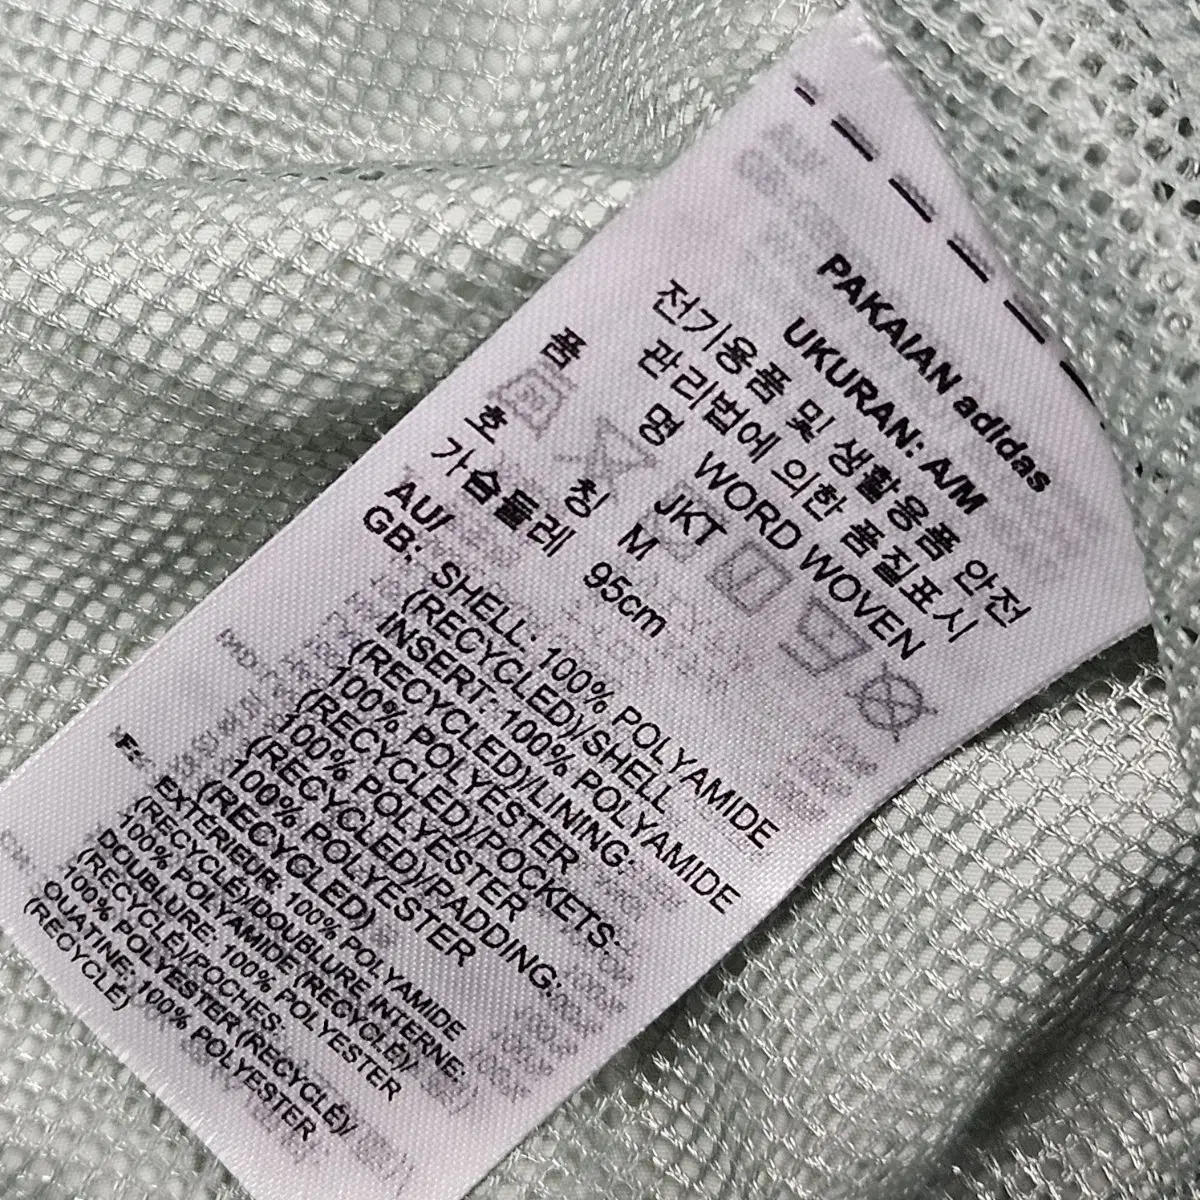 PAKAIAN adidas
UKURAN: A/M
전기용품 및 생활용품 안전
관리법에 의한 품질표시
품 명 WORD WOVEN
JKT
호 칭 M
가슴둘레 95cm
AU/
GB: SHELL: 100% POLYAMIDE
(RECYCLED)/SHELL
INSERT: 100% POLYAMIDE
(RECYCLED)/LINING:
100% POLYESTER
(RECYCLED)/POCKETS:
100% POLYESTER
(RECYCLED)/PADDING:
100% POLYESTER
(RECYCLED)
EXTÉRIEUR: 100% POLYAMIDE
(RECYCLÉ)/DOUBLURE INTERNE:
100% POLYAMIDE (RECYCLÉ)/
DOUBLURE: 100% POLYESTER
(RECYCLÉ)/POCHES:
100% POLYESTER (RECYCLÉ)/
OUATINE: 100% POLYESTER
(RECYCLÉ)